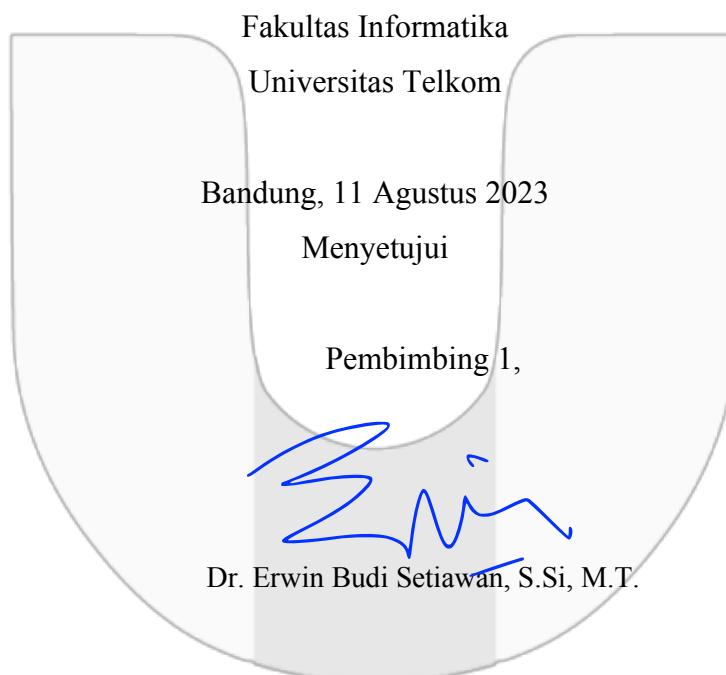 Fakultas Informatika
Universitas Telkom
Bandung, 11 Agustus 2023
Menyetujui
Pembimbing 1,
Dr. Erwin Budi Setiawan, S.Si, M.T.